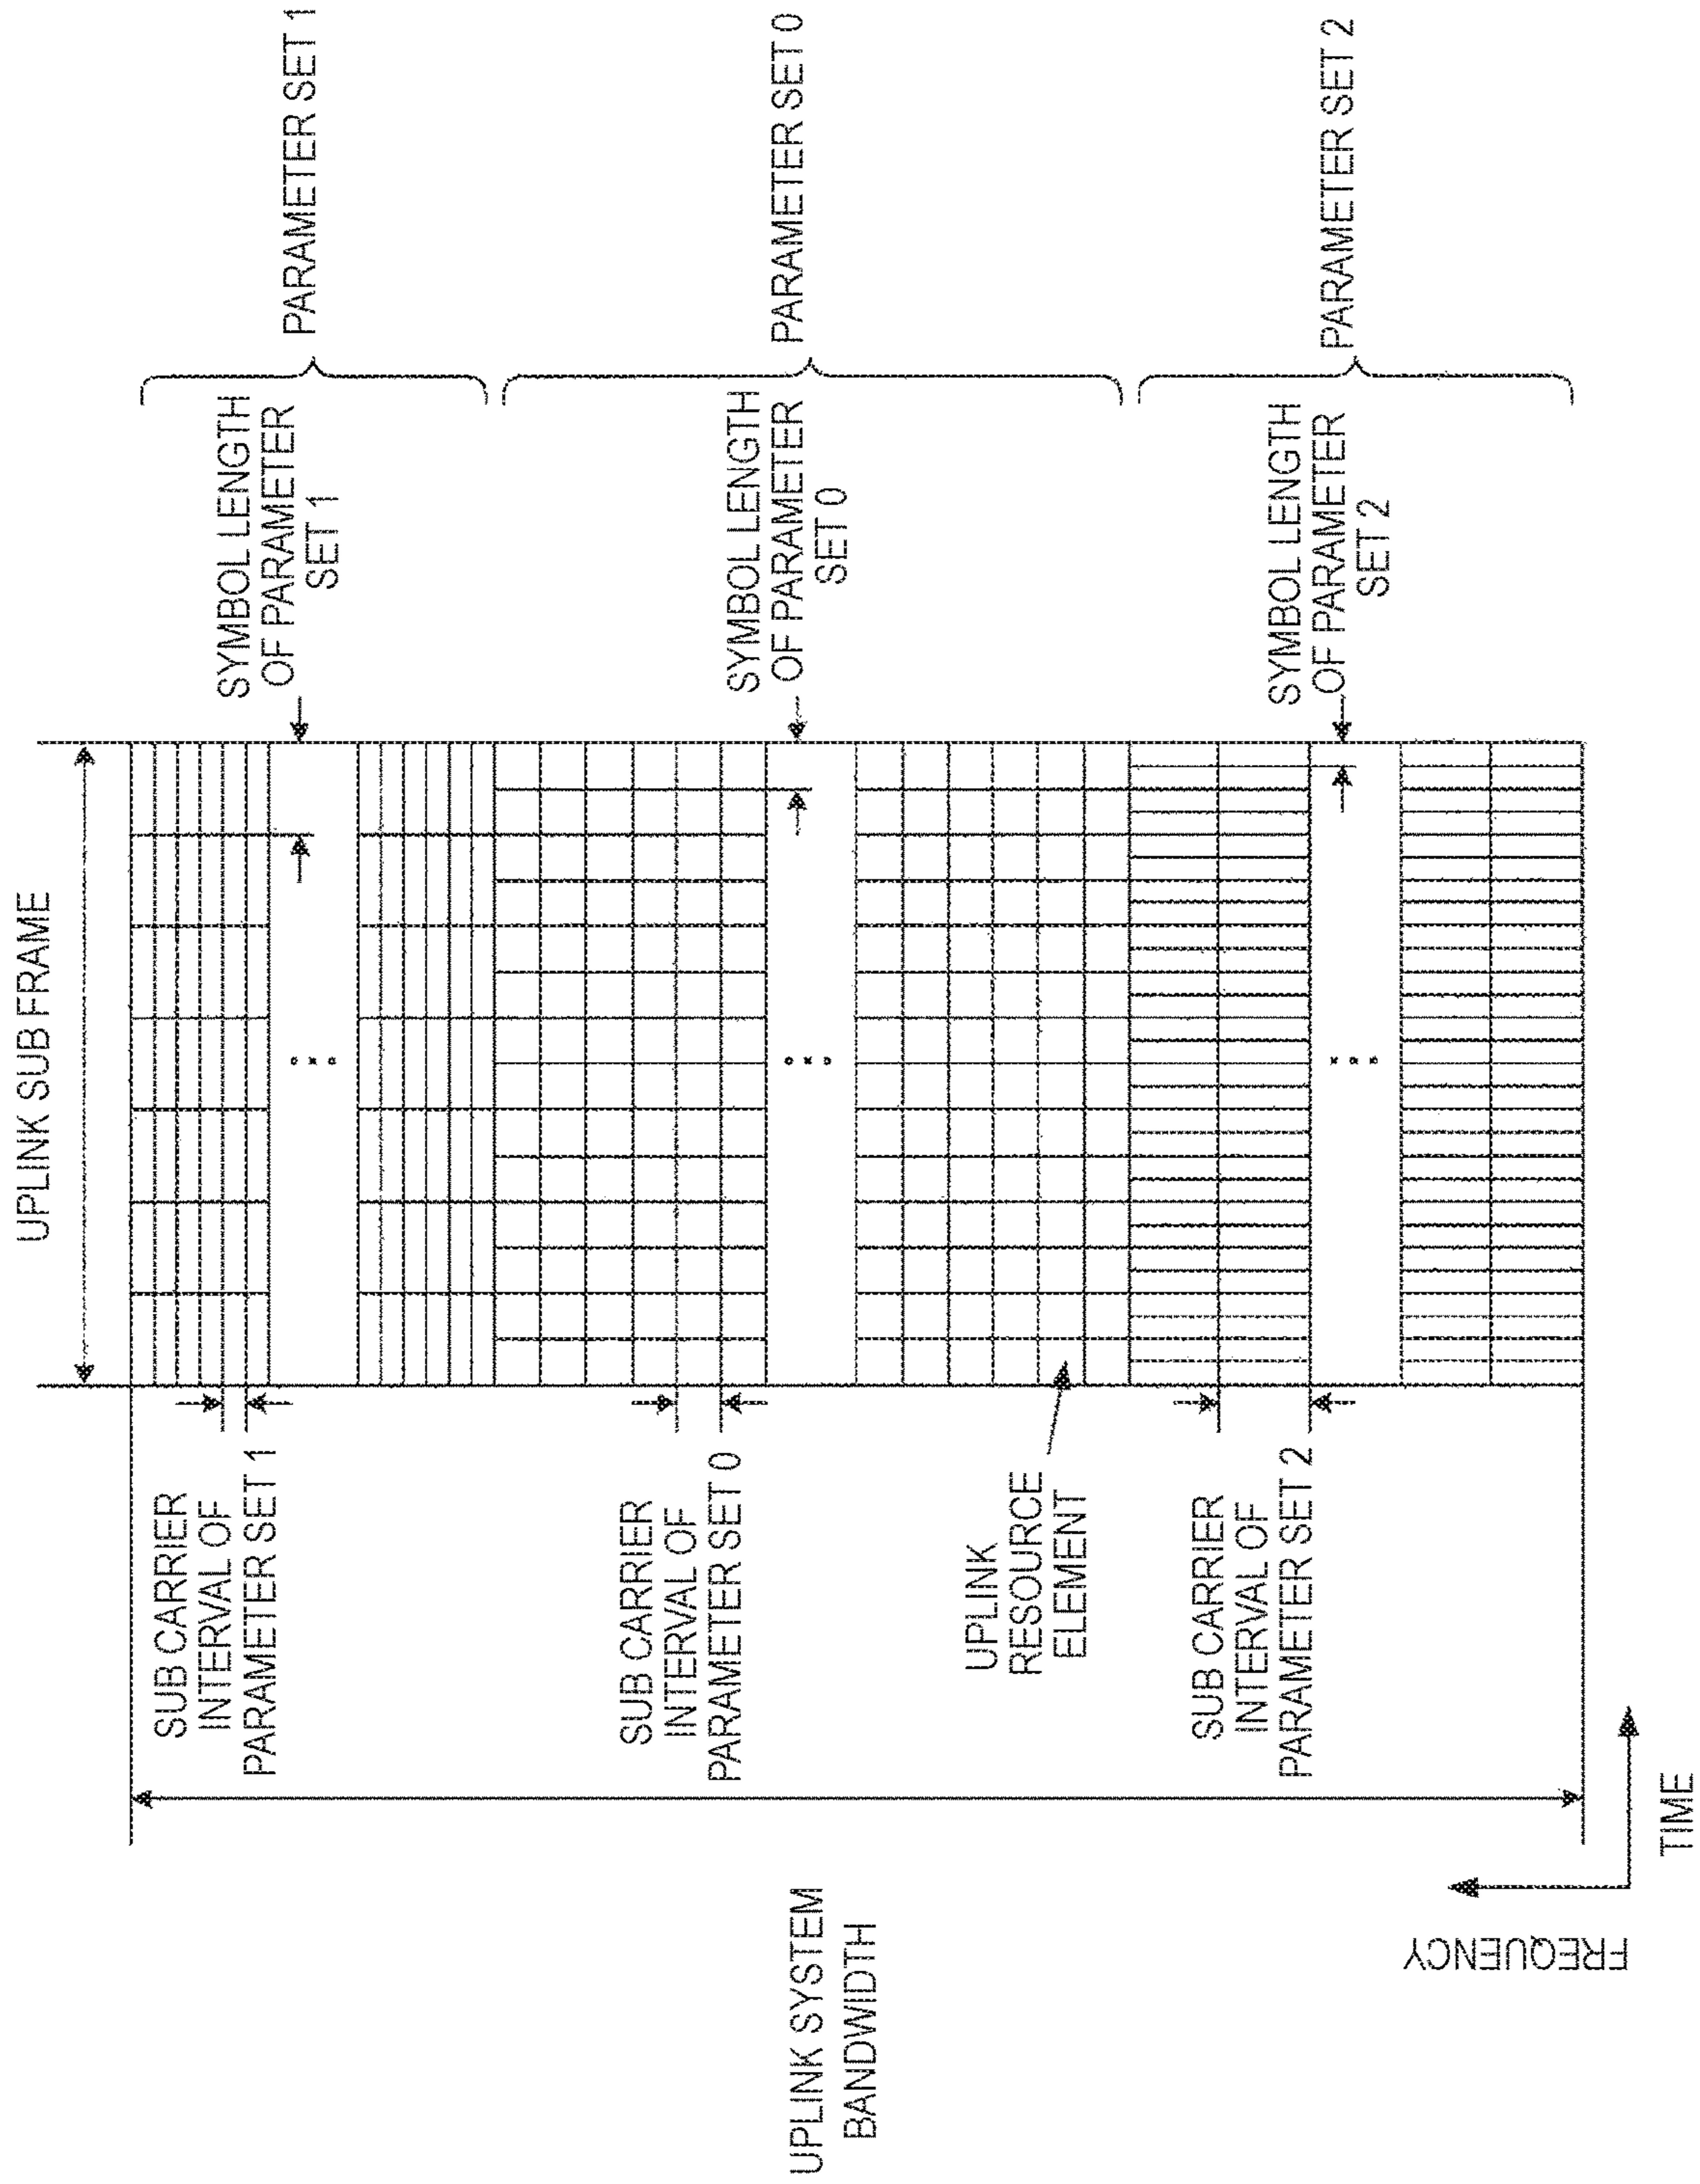 UPLINK SUB FRAME
SUB CARRIER
INTERVAL OF
PARAMETER SET 1
SYMBOL LENGTH
OF PARAMETER
SET 1
PARAMETER SET 1
UPLINK SYSTEM
BANDWIDTH
SUB CARRIER
INTERVAL OF
PARAMETER SET 0
SYMBOL LENGTH
OF PARAMETER
SET 0
PARAMETER SET 0
UPLINK
RESOURCE
ELEMENT
SUB CARRIER
INTERVAL OF
PARAMETER SET 2
SYMBOL LENGTH
OF PARAMETER
SET 2
PARAMETER SET 2
FREQUENCY
TIME